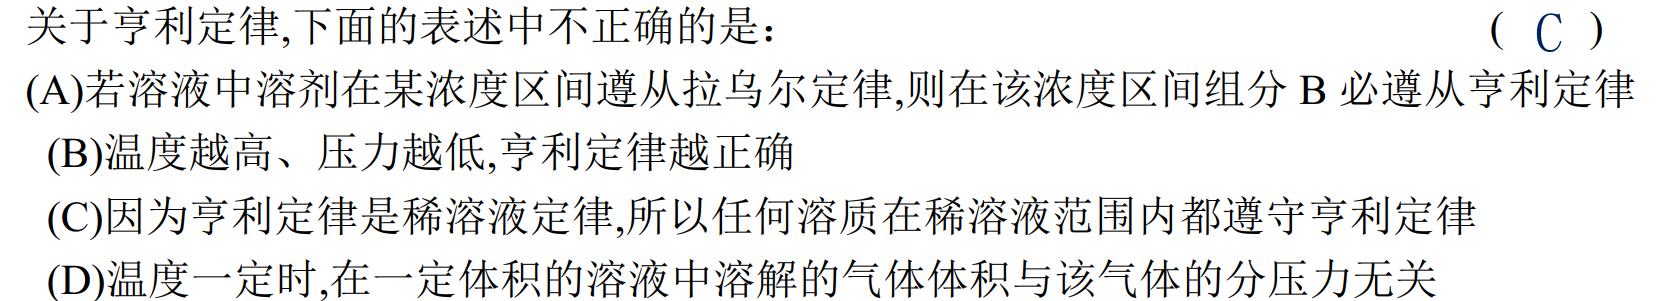 关于亨利定律,下面的表述中不正确的是: ( C )
(A)若溶液中溶剂在某浓度区间遵从拉乌尔定律,则在该浓度区间组分 B 必遵从亨利定律
(B)温度越高、压力越低,亨利定律越正确
(C)因为亨利定律是稀溶液定律,所以任何溶质在稀溶液范围内都遵守亨利定律
(D)温度一定时,在一定体积的溶液中溶解的气体体积与该气体的分压力无关